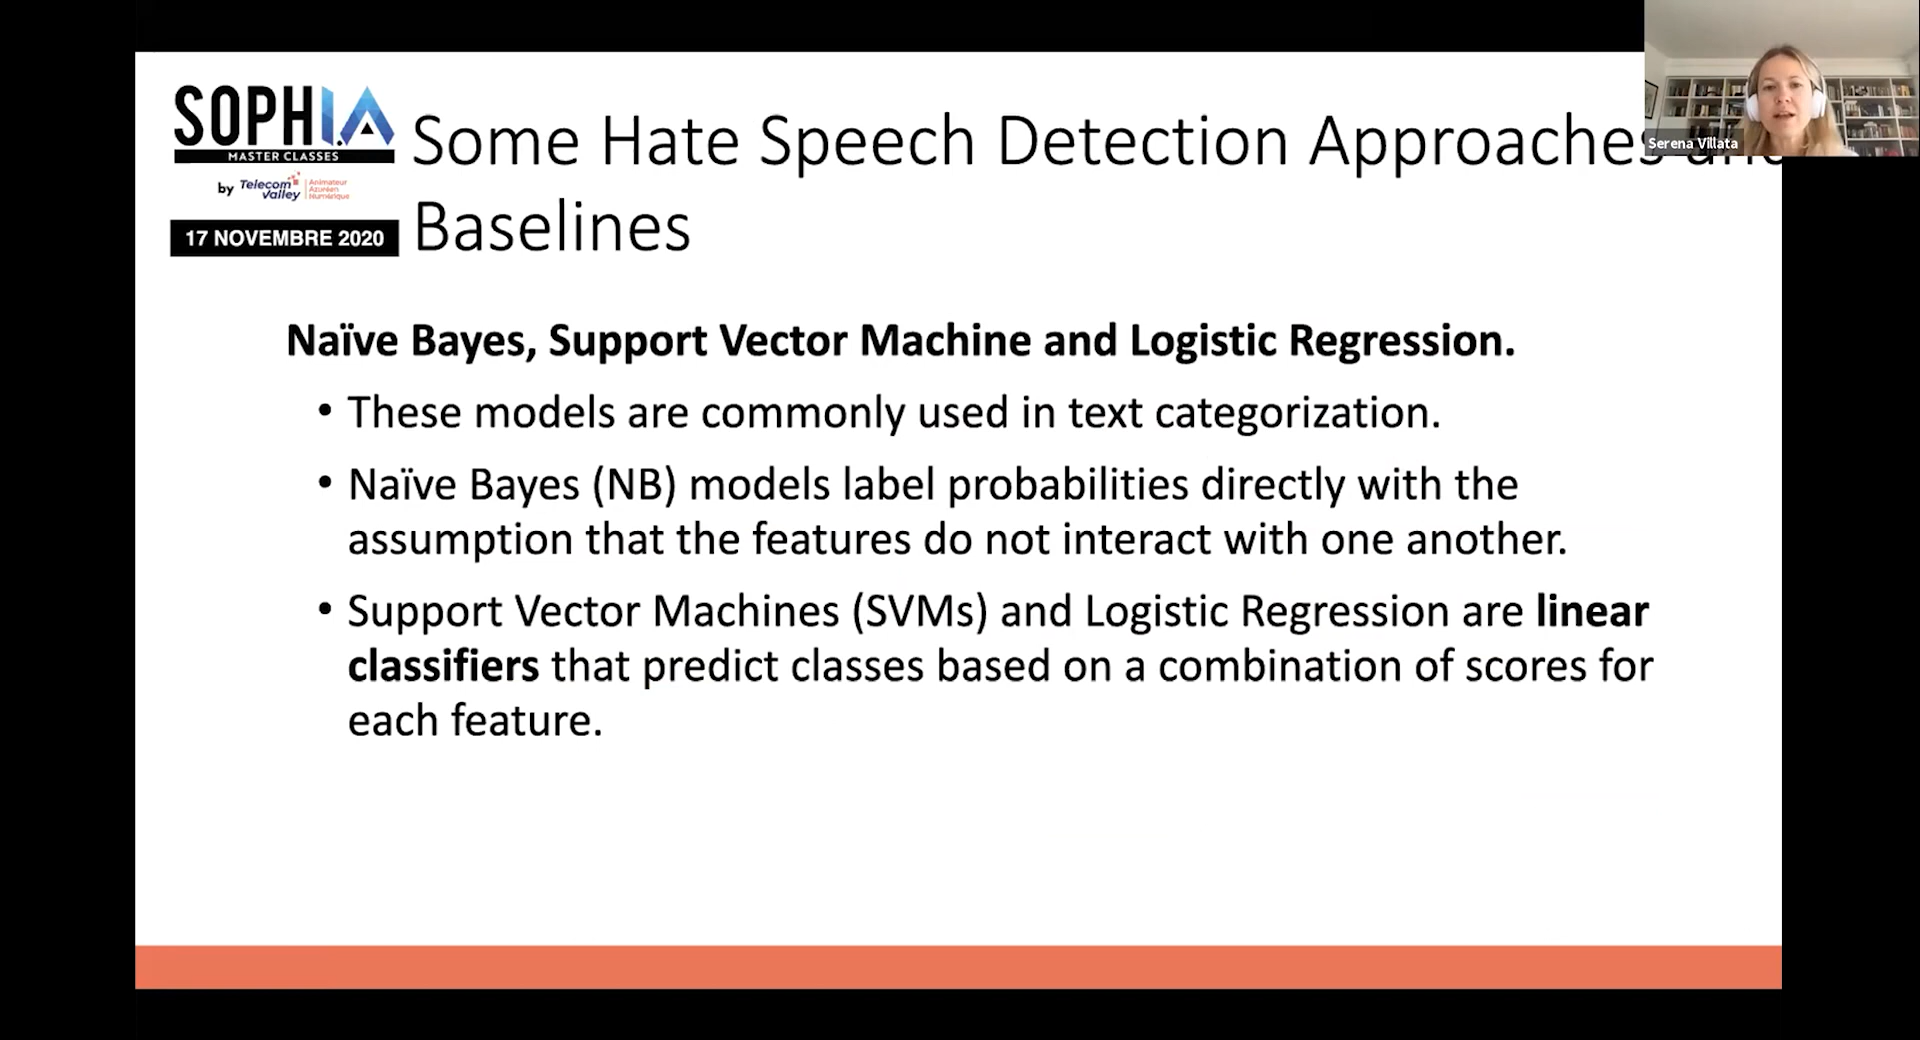 SOPHI.A
MASTER CLASSES
by Telecom Valley
Animateur
Azuréen
Numérique
17 NOVEMBRE 2020
Some Hate Speech Detection Approaches
Baselines
Serena Villata
Naïve Bayes, Support Vector Machine and Logistic Regression.
• These models are commonly used in text categorization.
• Naïve Bayes (NB) models label probabilities directly with the
assumption that the features do not interact with one another.
• Support Vector Machines (SVMs) and Logistic Regression are linear
classifiers that predict classes based on a combination of scores for
each feature.